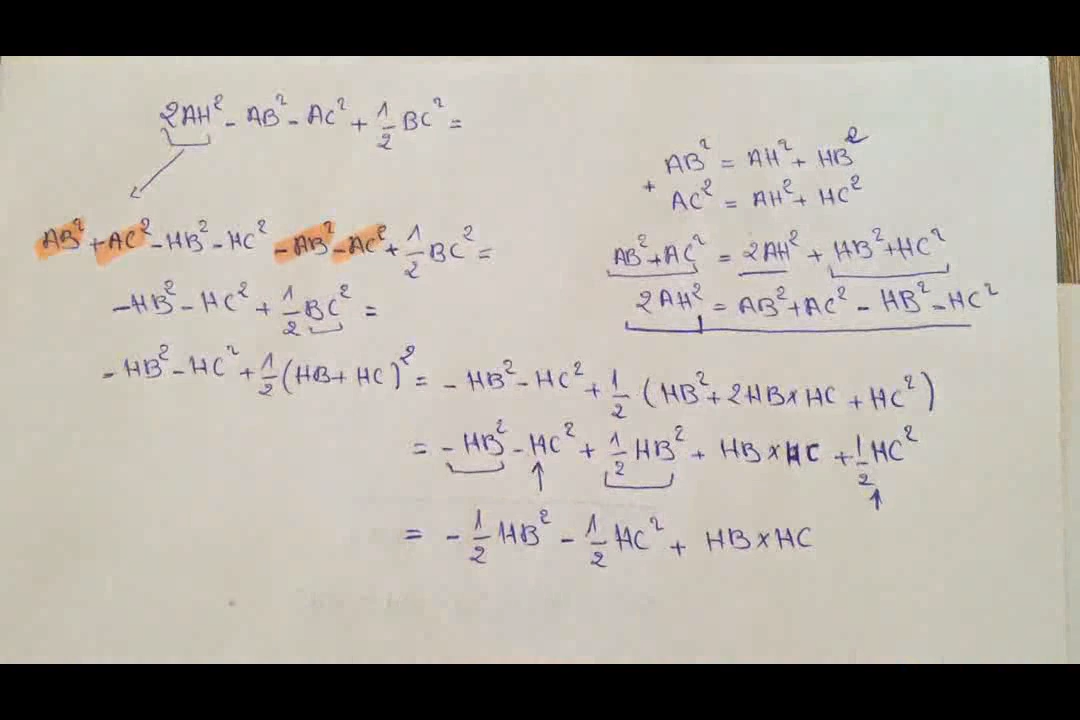 2AH² - AB² - AC² + 1/2 BC² =
AB² = AH² + HB²
+ AC² = AH² + HC²
AB² + AC² = 2AH² + HB² + HC²
2AH² = AB² + AC² - HB² - HC²
AB² + AC² - HB² - HC² - AB² - AC² + 1/2 BC² =
-HB² - HC² + 1/2 BC² =
- HB² - HC² + 1/2 (HB + HC)² = - HB² - HC² + 1/2 (HB² + 2HB × HC + HC²)
= - HB² - HC² + 1/2 HB² + HB × HC + 1/2 HC²
= - 1/2 HB² - 1/2 HC² + HB × HC